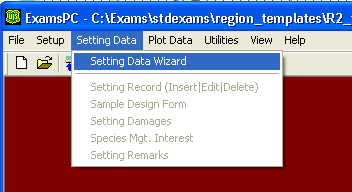 ExamsPC - C:\Exams\stdexams\region_templates\R2_
File Setup Setting Data Plot Data Utilities View Help
Setting Data Wizard
Setting Record (Insert|Edit|Delete)
Sample Design Form
Setting Damages
Species Mgt. Interest
Setting Remarks